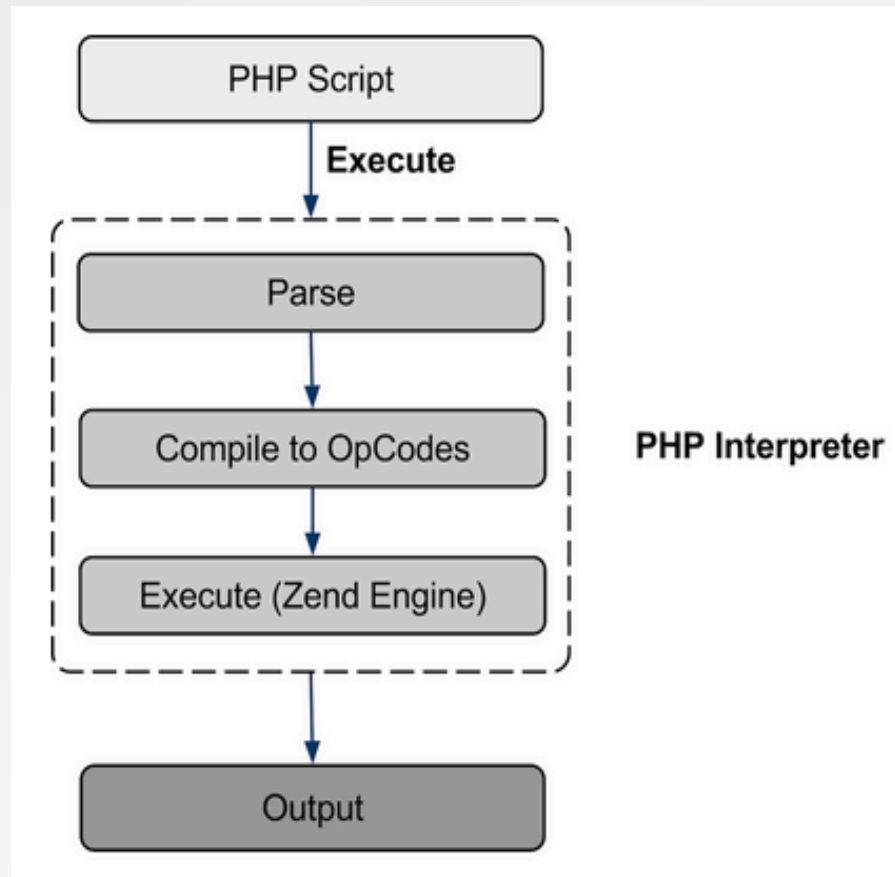 PHP Script
Execute
Parse
Compile to OpCodes
PHP Interpreter
Execute (Zend Engine)
Output